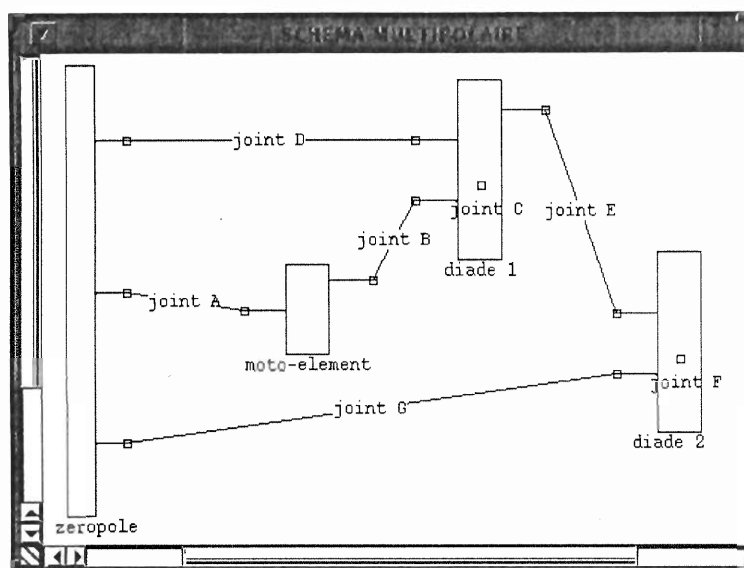 SCHEMA MULTIPOLAIRE
joint D
joint C
joint E
joint B
diade 1
joint A
moto-element
joint F
joint G
diade 2
zeropole